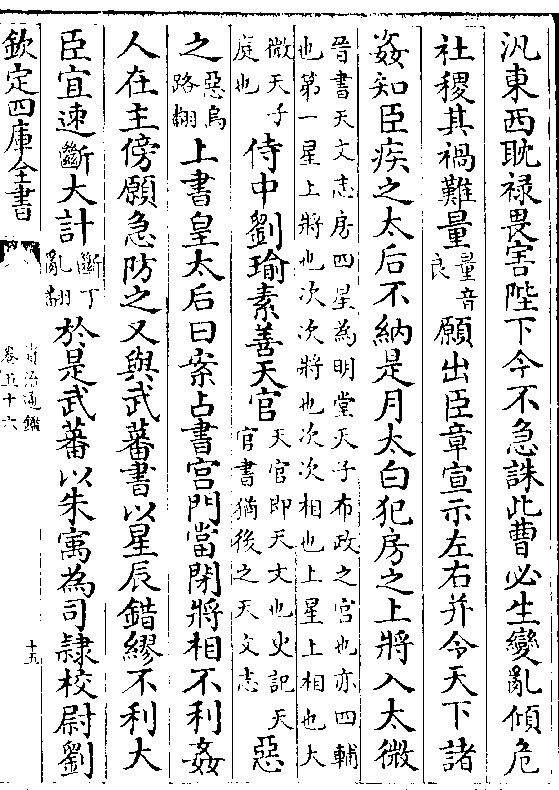 汎東西耽禄畏害陛下今不急誅此曹必生變亂傾危
社稷其禍難量量音良願出臣章宣示左右并令天下諸
姦知臣疾之太后不納是月太白犯房之上將入太微
晉書天文志房四星為明堂天子布政之宫也亦四輔
也第一星上將也次次將也次次相也上星上相也太
微天子庭也侍中劉瑜素善天官天官即天文也史記天官書猶後之天文志惡
之惡烏路翻上書皇太后曰案占書宫門當閉將相不利姦
人在主傍願急防之又與武蕃書以星辰錯繆不利大
臣宜速斷大計斷丁亂翻於是武蕃以朱寓為司隷校尉劉
欽定四庫全書
資治通鑑
卷五十六
十五